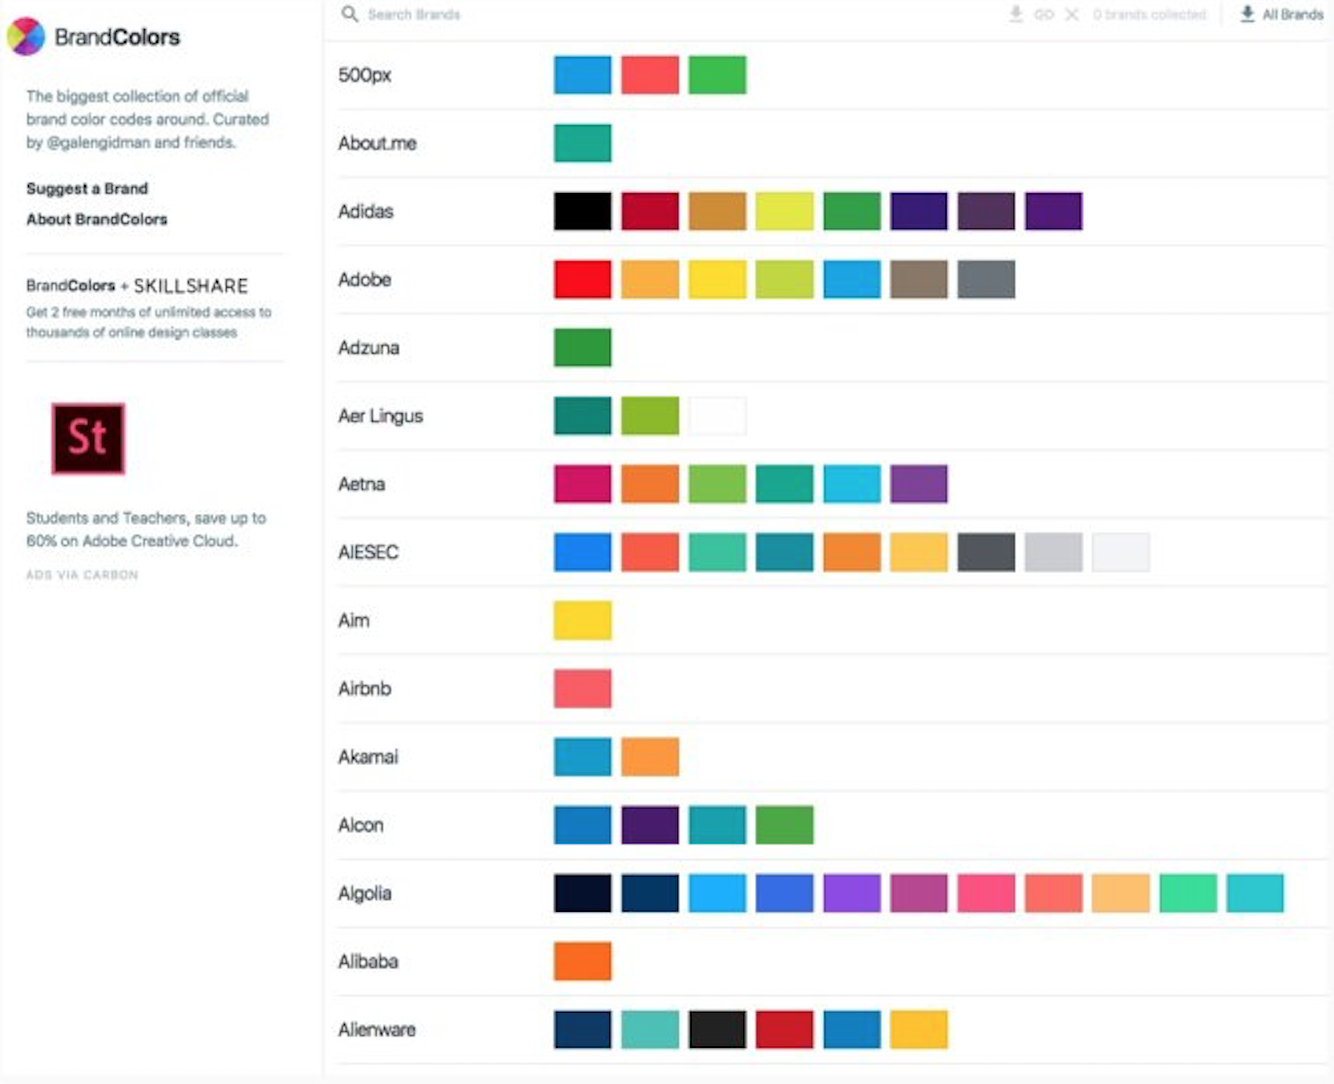 BrandColors
The biggest collection of official
brand color codes around. Curated
by @galengidman and friends.
Suggest a Brand
About BrandColors
BrandColors + SKILLSHARE
Get 2 free months of unlimited access to
thousands of online design classes
St
Students and Teachers, save up to
60% on Adobe Creative Cloud.
ADS VIA CARBON
Search Brands
0 brands collected
All Brands
500px
About.me
Adidas
Adobe
Adzuna
Aer Lingus
Aetna
AIESEC
Aim
Airbnb
Akamai
Alcon
Algolia
Alibaba
Alienware